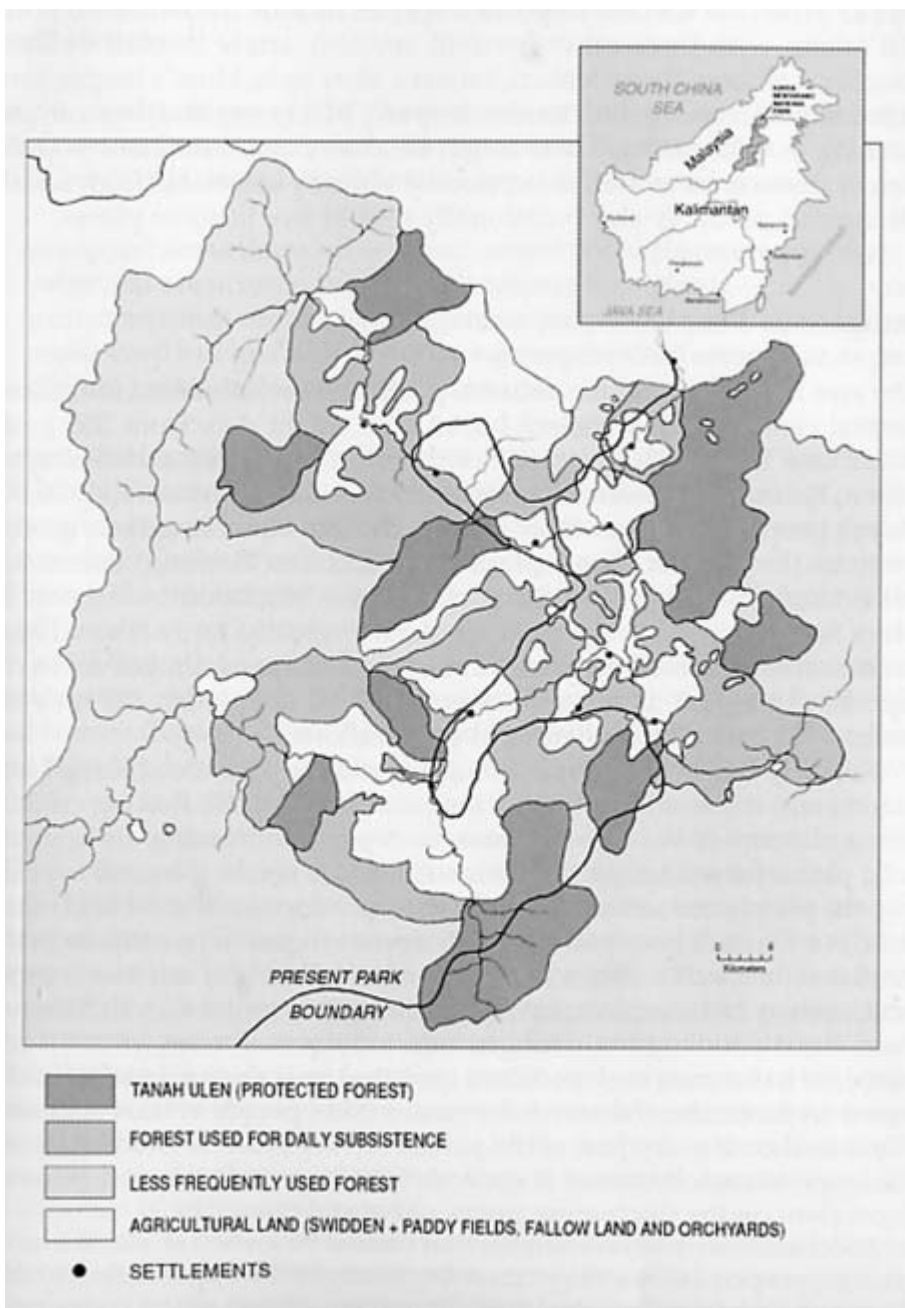 SOUTH CHINA
SEA
Malaysia
Kalimantan
JAVA SEA
Kilometers
PRESENT PARK
BOUNDARY
TANAH ULEN (PROTECTED FOREST)
FOREST USED FOR DAILY SUBSISTENCE
LESS FREQUENTLY USED FOREST
AGRICULTURAL LAND (SWIDDEN + PADDY FIELDS, FALLOW LAND AND ORCHYARDS)
SETTLEMENTS